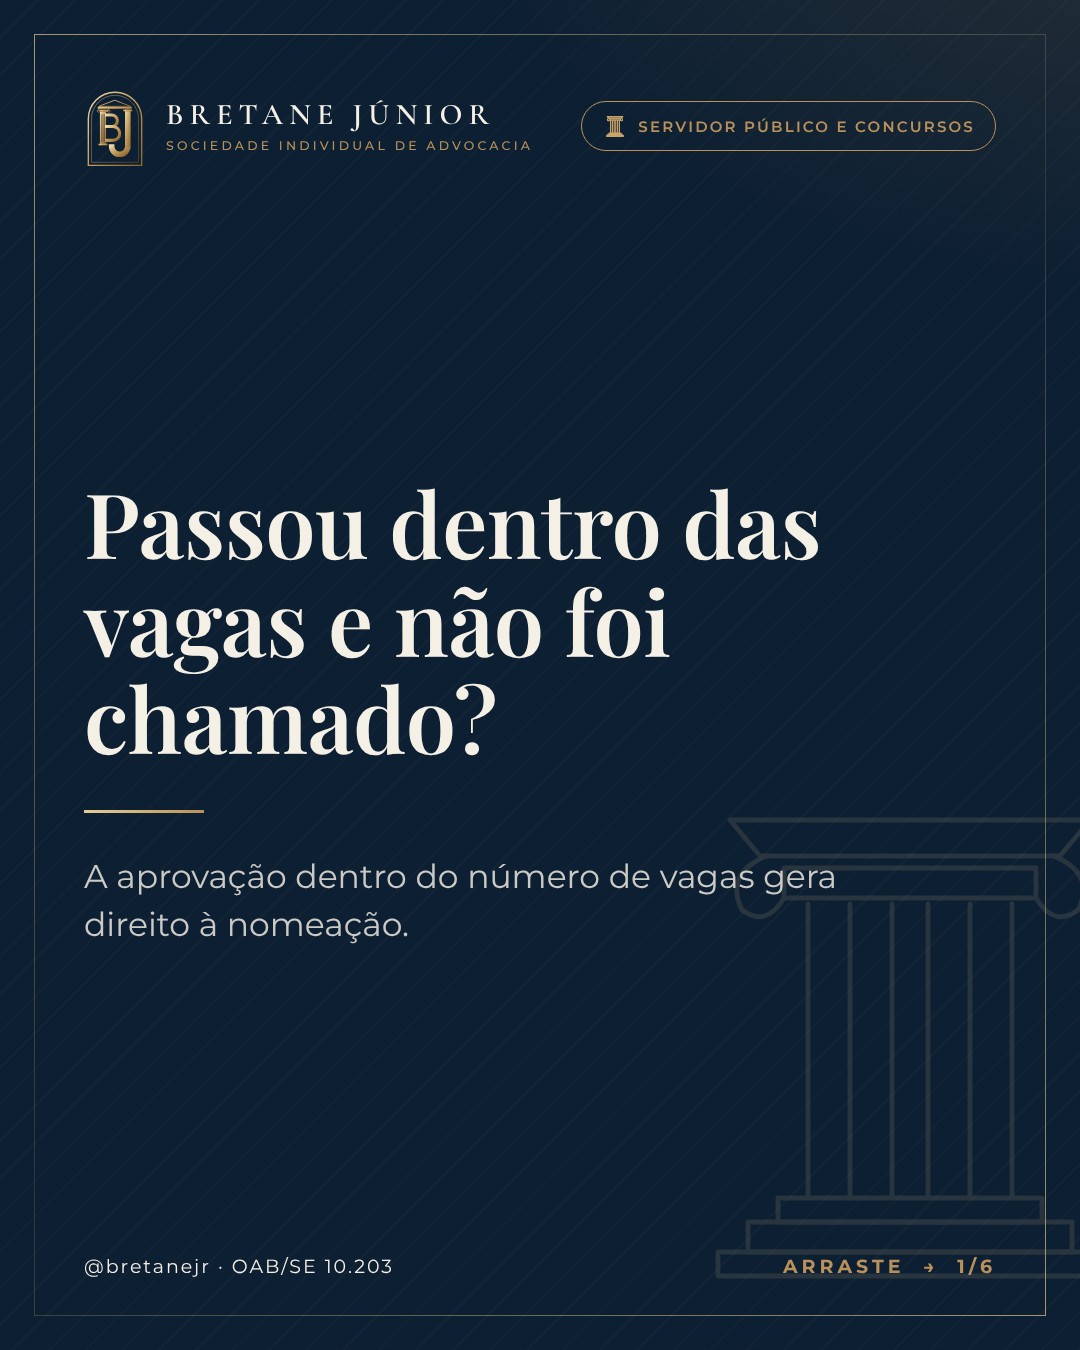 BJ
BRETANE JÚNIOR
SOCIEDADE INDIVIDUAL DE ADVOCACIA
SERVIDOR PÚBLICO E CONCURSOS
Passou dentro das
vagas e não foi
chamado?
A aprovação dentro do número de vagas gera
direito à nomeação.
@bretanejr · OAB/SE 10.203
ARRASTE → 1/6